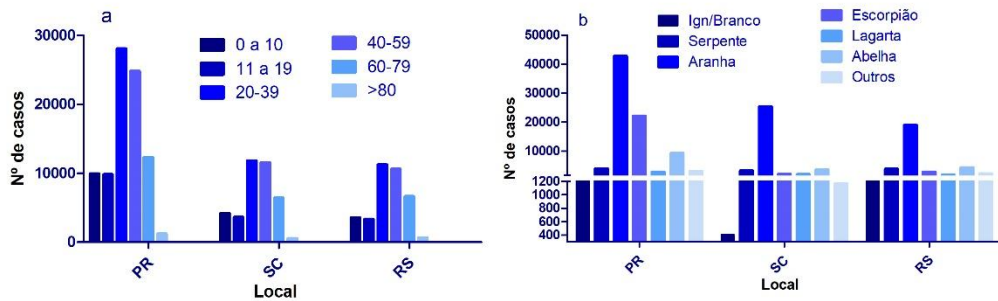 a
Nº de casos
30000
20000
10000
0
0 a 10
11 a 19
20-39
40-59
60-79
>80
PR
SC
RS
Local
b
Nº de casos
50000
40000
30000
20000
10000
1200
1000
800
600
400
Ign/Branco
Serpente
Aranha
Escorpião
Lagarta
Abelha
Outros
PR
SC
RS
Local